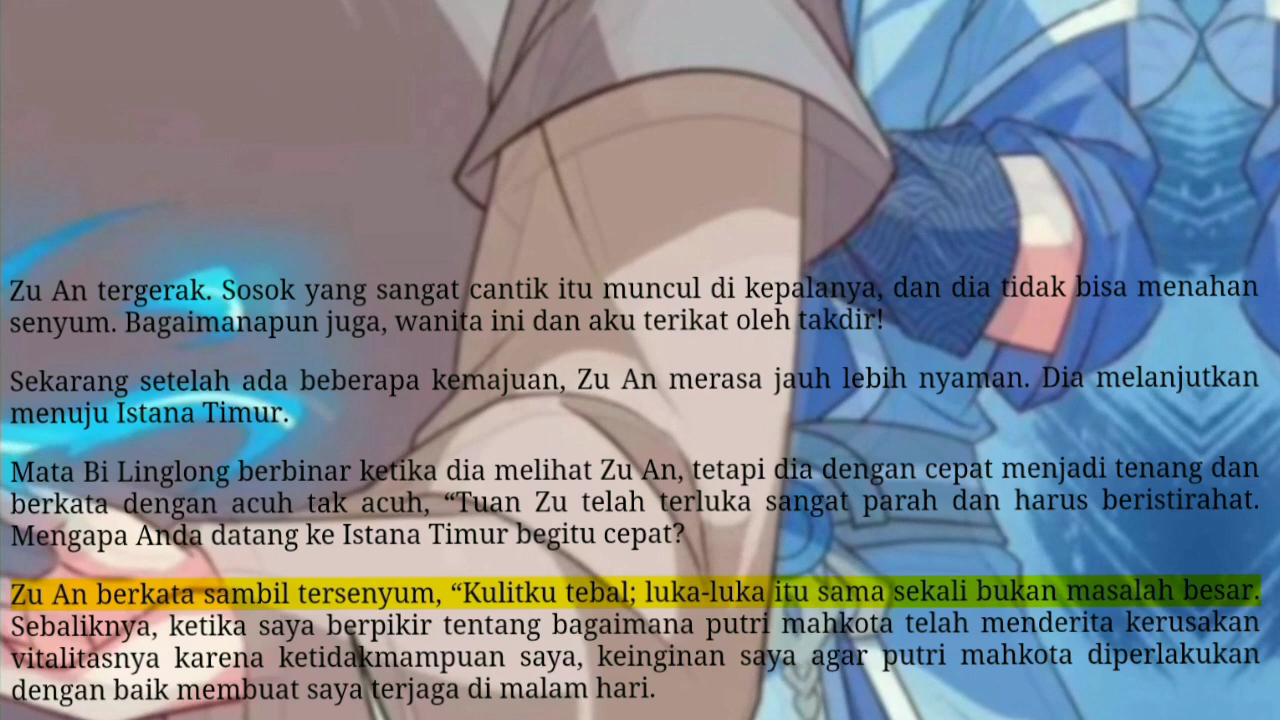 Zu An tergerak. Sosok yang sangat cantik itu muncul di kepalanya, dan dia tidak bisa menahan
senyum. Bagaimanapun juga, wanita ini dan aku terikat oleh takdir!
Sekarang setelah ada beberapa kemajuan, Zu An merasa jauh lebih nyaman. Dia melanjutkan
menuju Istana Timur.
Mata Bi Linglong berbinar ketika dia melihat Zu An, tetapi dia dengan cepat menjadi tenang dan
berkata dengan acuh tak acuh, “Tuan Zu telah terluka sangat parah dan harus beristirahat.
Mengapa Anda datang ke Istana Timur begitu cepat?
Zu An berkata sambil tersenyum, “Kulitku tebal; luka-luka itu sama sekali bukan masalah besar.
Sebaliknya, ketika saya berpikir tentang bagaimana putri mahkota telah menderita kerusakan
vitalitasnya karena ketidakmampuan saya, keinginan saya agar putri mahkota diperlakukan
dengan baik membuat saya terjaga di malam hari.